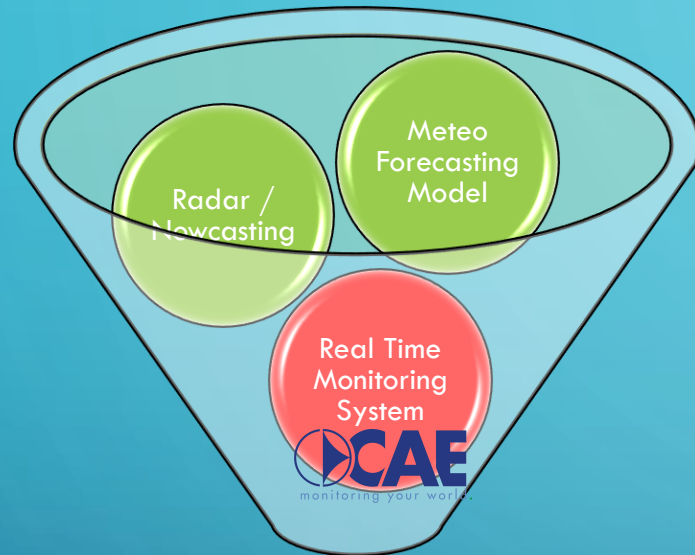 Meteo
Forecasting
Model
Radar /
Nowcasting
Real Time
Monitoring
System
CAE
monitoring your world.